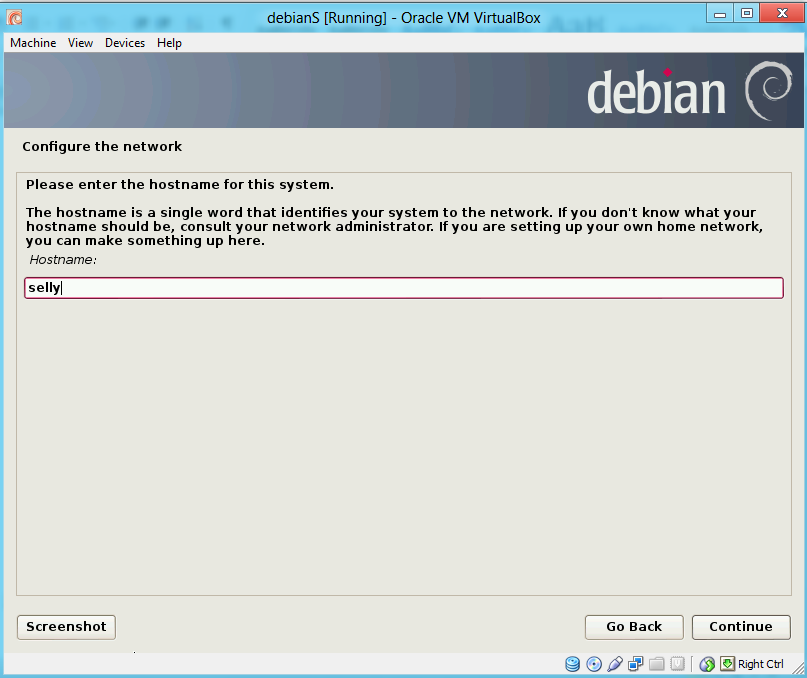 debianS [Running] - Oracle VM VirtualBox
Machine View Devices Help
debian
Configure the network
Please enter the hostname for this system.
The hostname is a single word that identifies your system to the network. If you don't know what your
hostname should be, consult your network administrator. If you are setting up your own home network,
you can make something up here.
Hostname:
selly
Screenshot Go Back Continue
Right Ctrl